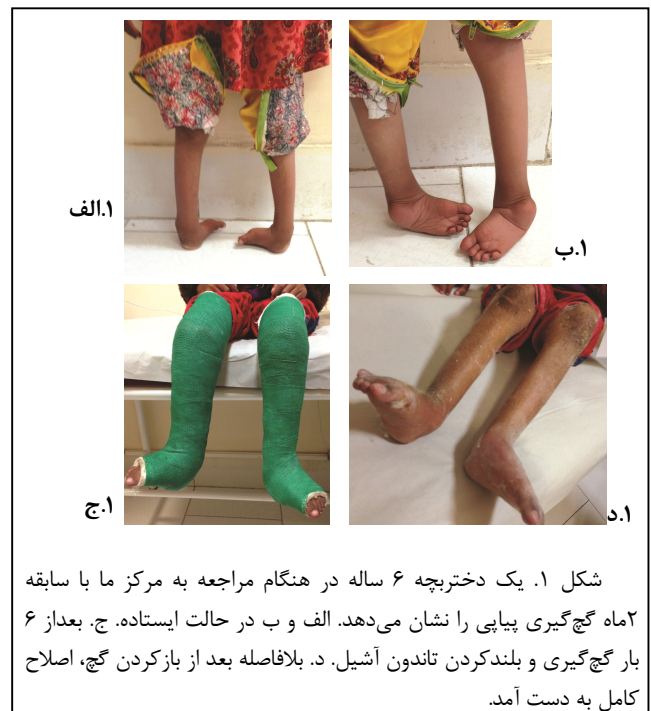 ۱.الف
۱.ب
۱.ج
۱.د
شکل ۱. یک دختربچه ۶ ساله در هنگام مراجعه به مرکز ما با سابقه
۲ماه گچ‌گیری پیاپی را نشان می‌دهد. الف و ب در حالت ایستاده. ج. بعداز ۶
بار گچ‌گیری و بلندکردن تاندون آشیل. د. بلافاصله بعد از بازکردن گچ، اصلاح
کامل به دست آمد.